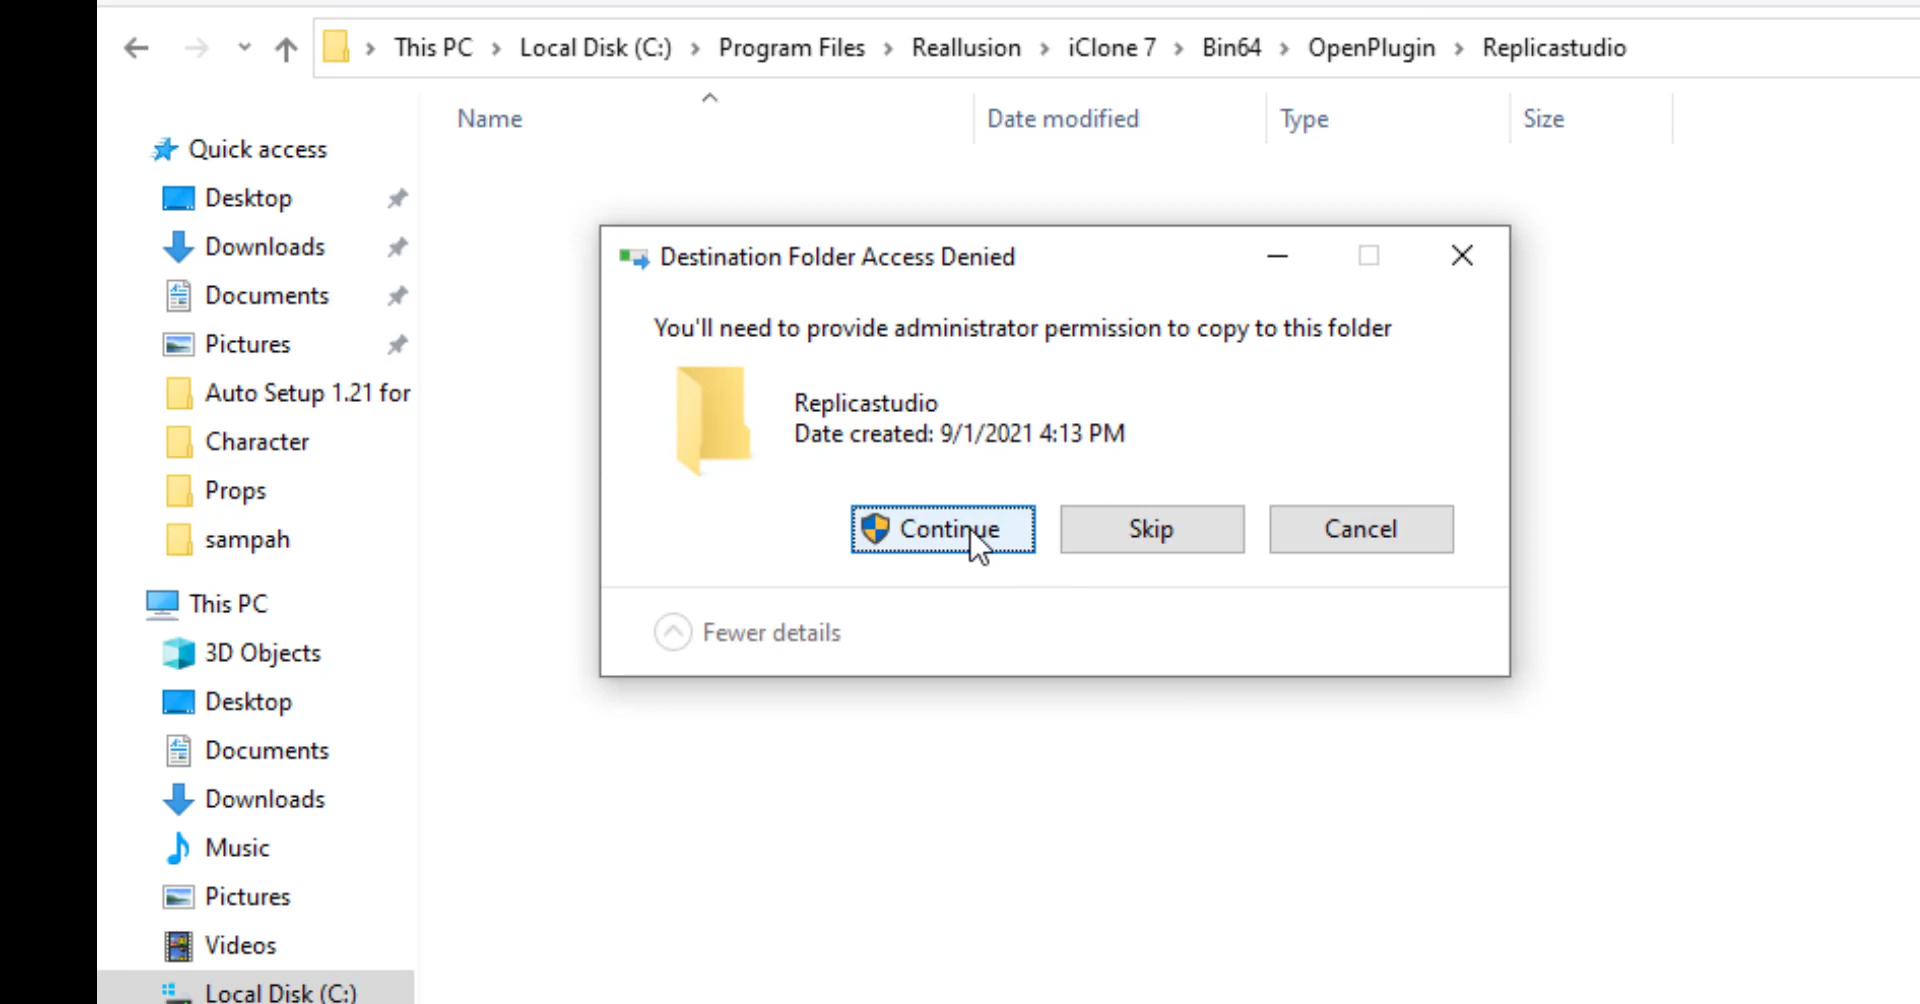 This PC > Local Disk (C:) > Program Files > Reallusion > iClone 7 > Bin64 > OpenPlugin > Replicastudio
Name Date modified Type Size
Quick access
Desktop
Downloads
Documents
Pictures
Auto Setup 1.21 for
Character
Props
sampah
This PC
3D Objects
Desktop
Documents
Downloads
Music
Pictures
Videos
Local Disk (C:)
Destination Folder Access Denied
You'll need to provide administrator permission to copy to this folder
Replicastudio
Date created: 9/1/2021 4:13 PM
Continue Skip Cancel
Fewer details